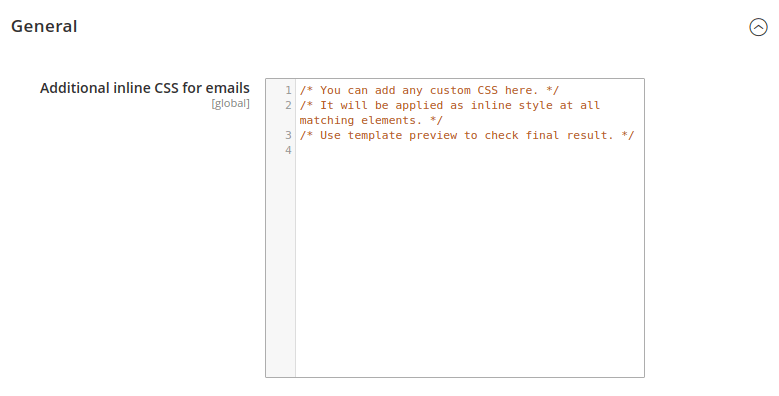 General
Additional inline CSS for emails
[global]
1 /* You can add any custom CSS here. */
2 /* It will be applied as inline style at all
matching elements. */
3 /* Use template preview to check final result. */
4